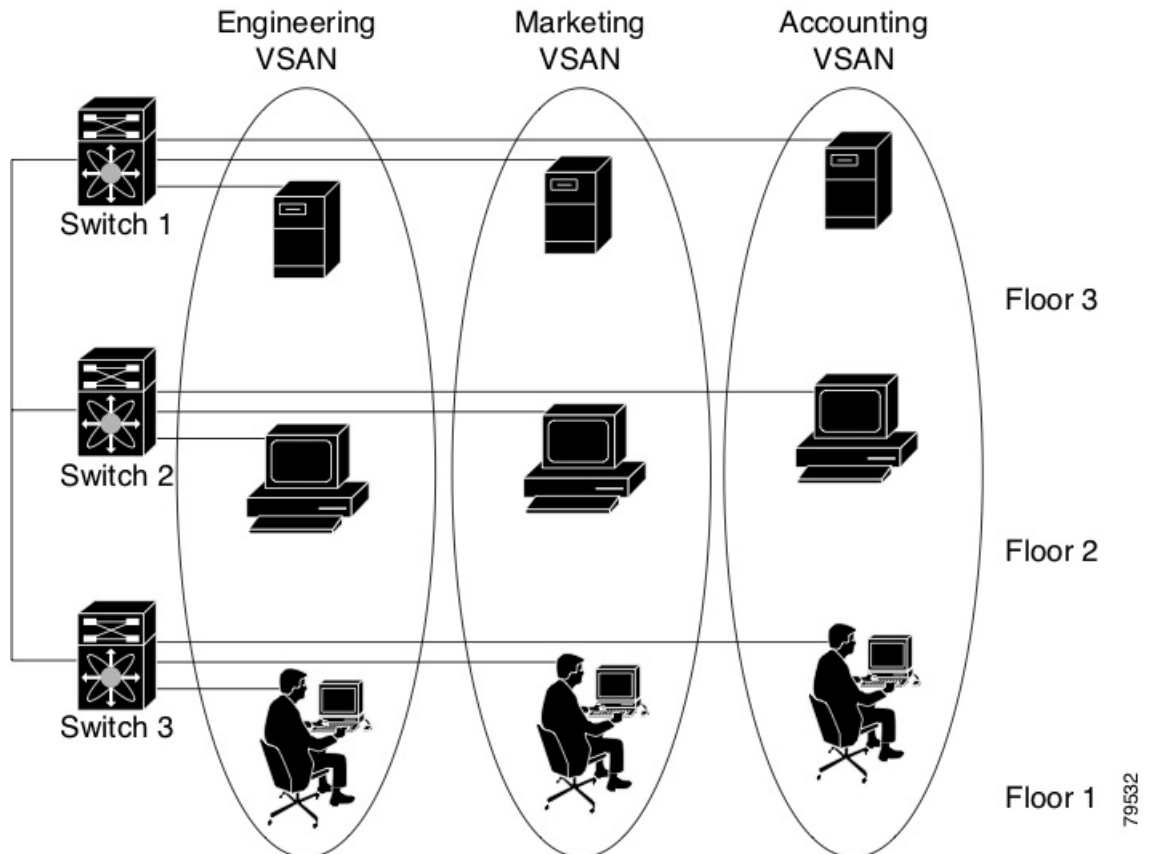 Engineering
VSAN
Marketing
VSAN
Accounting
VSAN
Switch 1
Floor 3
Switch 2
Floor 2
Switch 3
Floor 1
79532